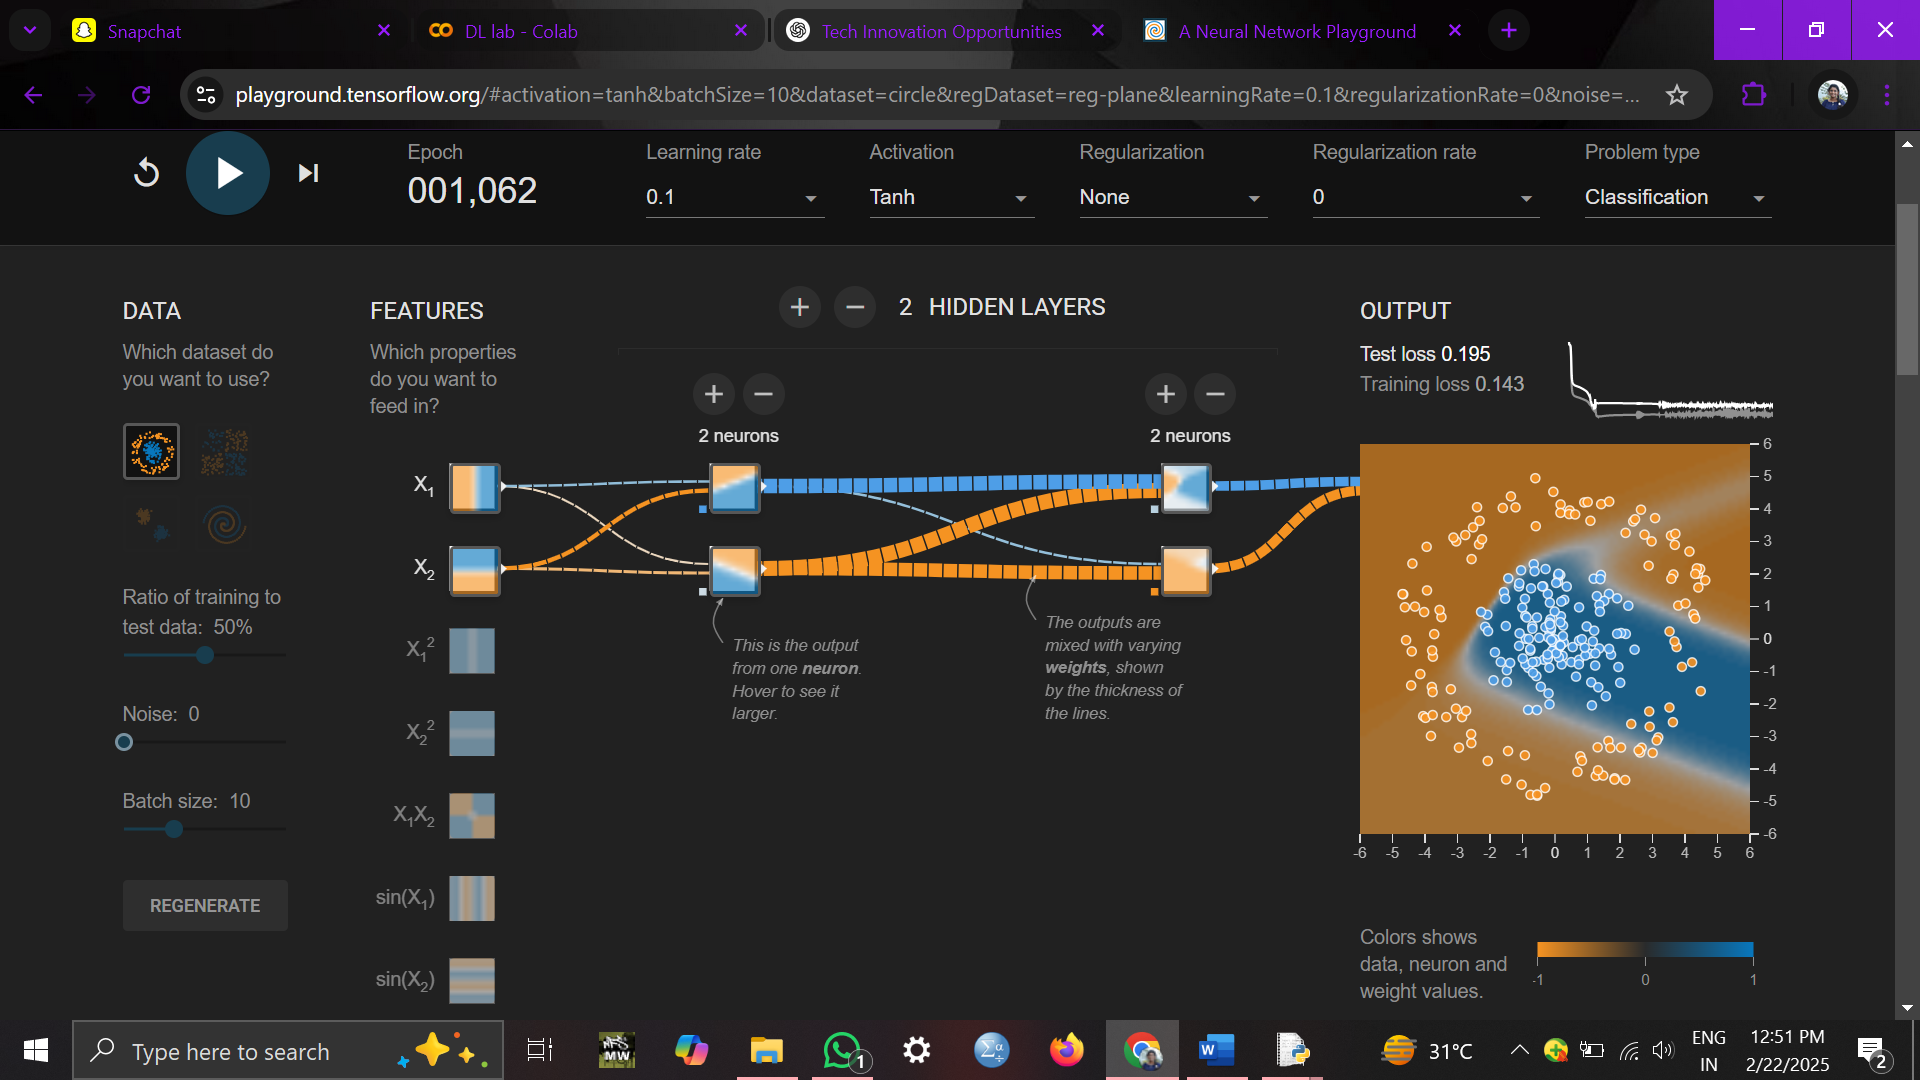 Snapchat
DL lab - Colab
Tech Innovation Opportunities
A Neural Network Playground
playground.tensorflow.org/#activation=tanh&batchSize=10&dataset=circle&regDataset=reg-plane&learningRate=0.1&regularizationRate=0&noise=...
Epoch
001,062
Learning rate
0.1
Activation
Tanh
Regularization
None
Regularization rate
0
Problem type
Classification
DATA
Which dataset do
you want to use?
Ratio of training to
test data: 50%
Noise: 0
Batch size: 10
REGENERATE
FEATURES
Which properties
do you want to
feed in?
X1
X2
X1²
X2²
X1X2
sin(X1)
sin(X2)
+ − 2 HIDDEN LAYERS
+ −
2 neurons
+ −
2 neurons
This is the output
from one neuron.
Hover to see it
larger.
The outputs are
mixed with varying
weights, shown
by the thickness of
the lines.
OUTPUT
Test loss 0.195
Training loss 0.143
6
5
4
3
2
1
0
-1
-2
-3
-4
-5
-6
-6 -5 -4 -3 -2 -1 0 1 2 3 4 5 6
Colors shows
data, neuron and
weight values.
-1 0 1
Type here to search
MW
Σα
÷
1
W
31°C
ENG
IN
12:51 PM
2/22/2025
2